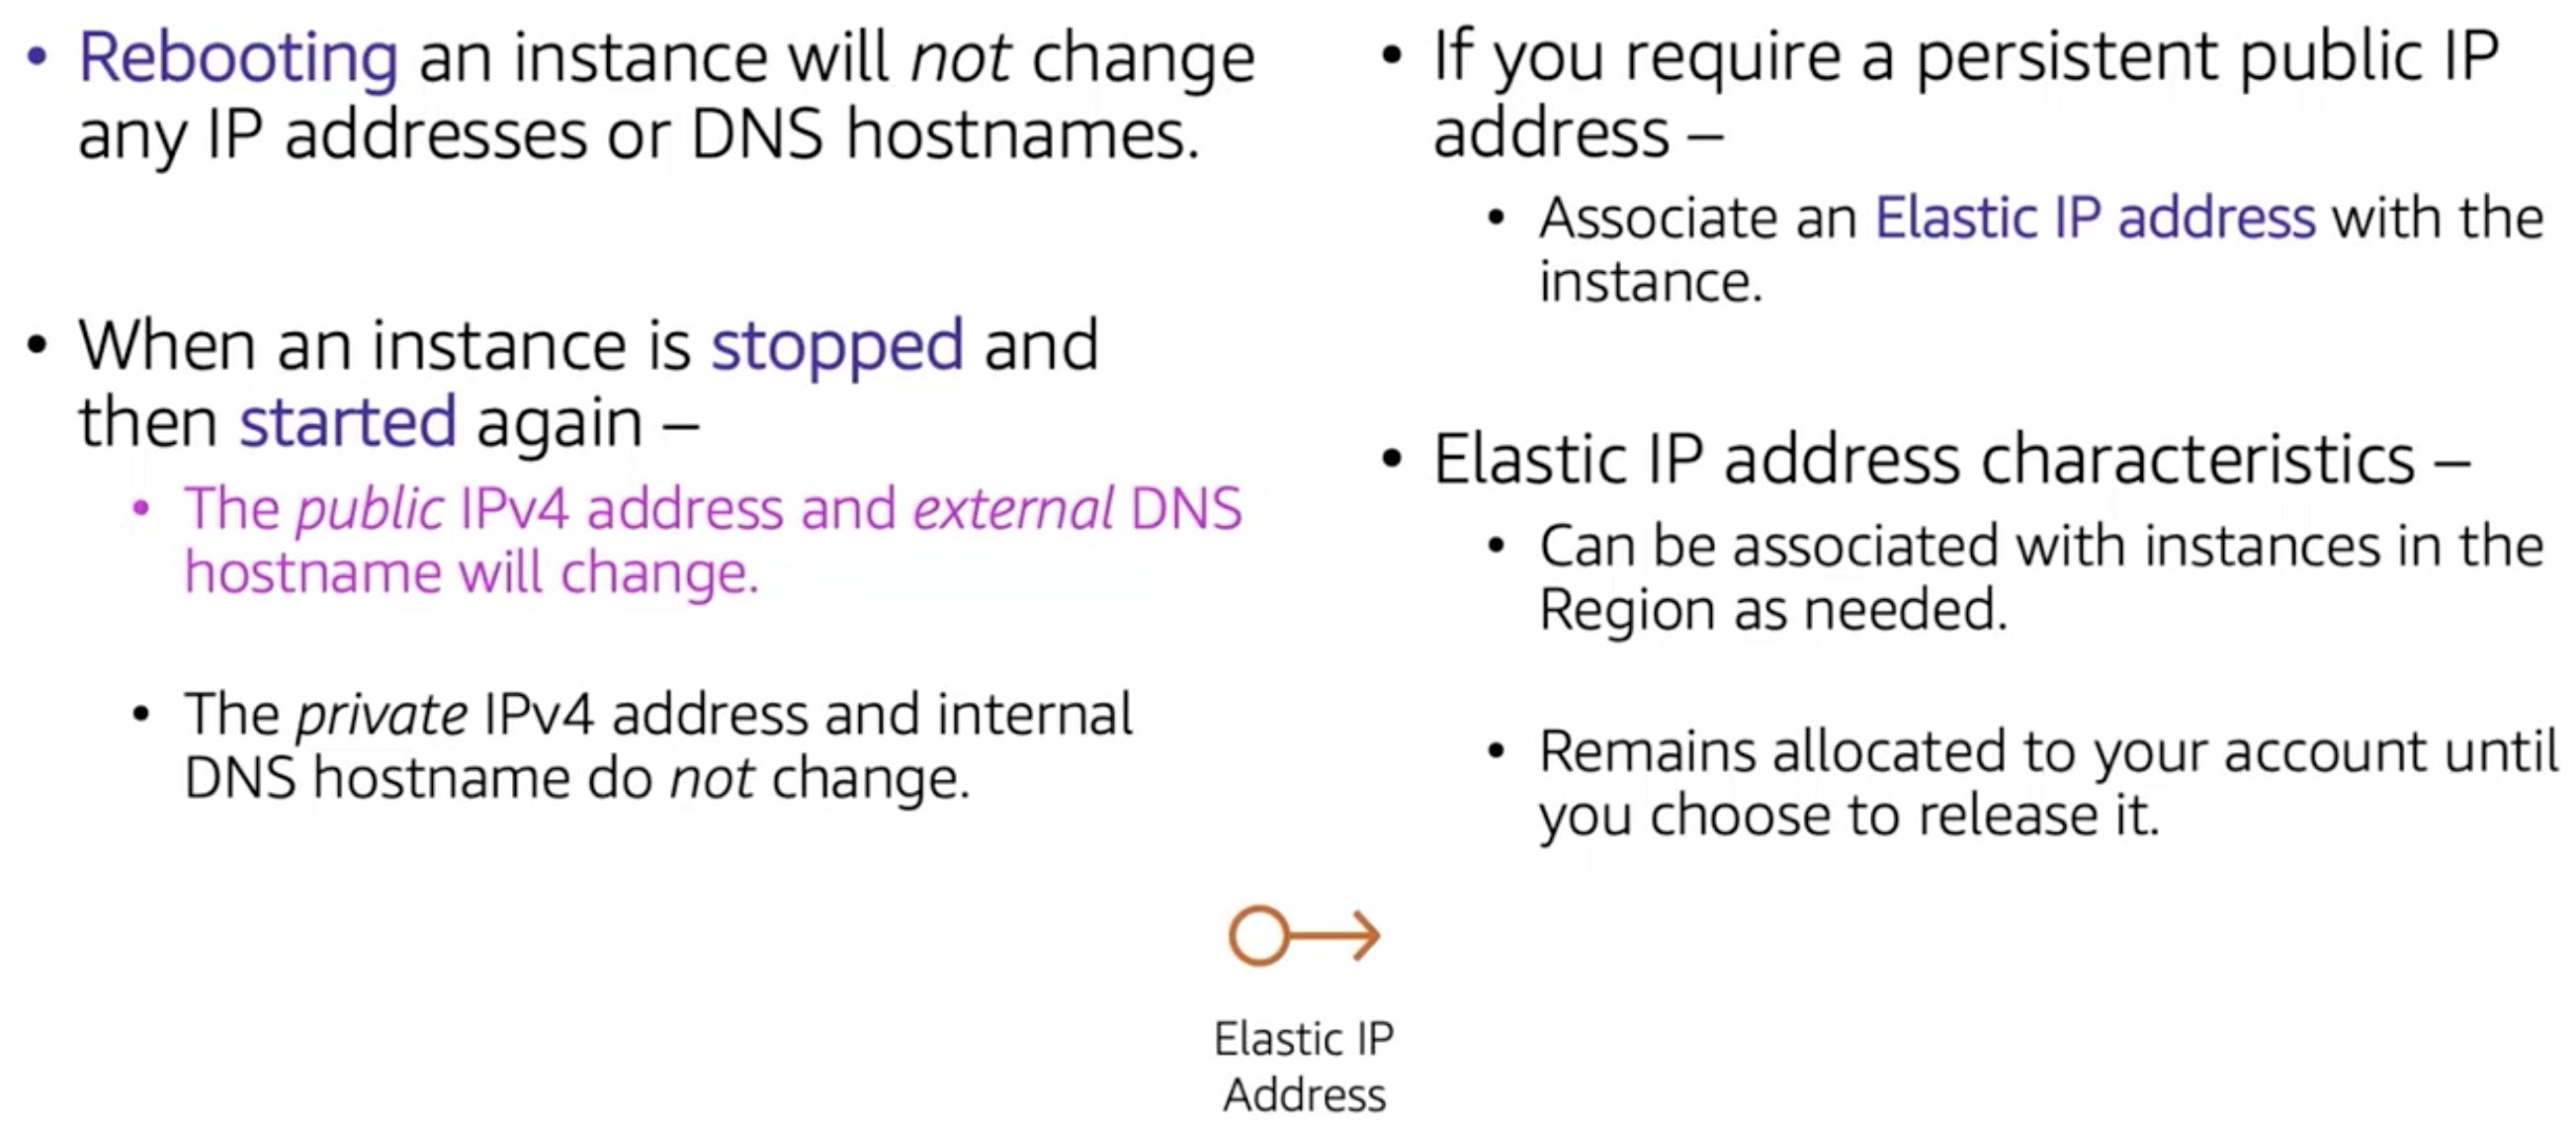 • Rebooting an instance will not change
any IP addresses or DNS hostnames.
• When an instance is stopped and
then started again –
• The public IPv4 address and external DNS
hostname will change.
• The private IPv4 address and internal
DNS hostname do not change.
• If you require a persistent public IP
address –
• Associate an Elastic IP address with the
instance.
• Elastic IP address characteristics –
• Can be associated with instances in the
Region as needed.
• Remains allocated to your account until
you choose to release it.
Elastic IP
Address